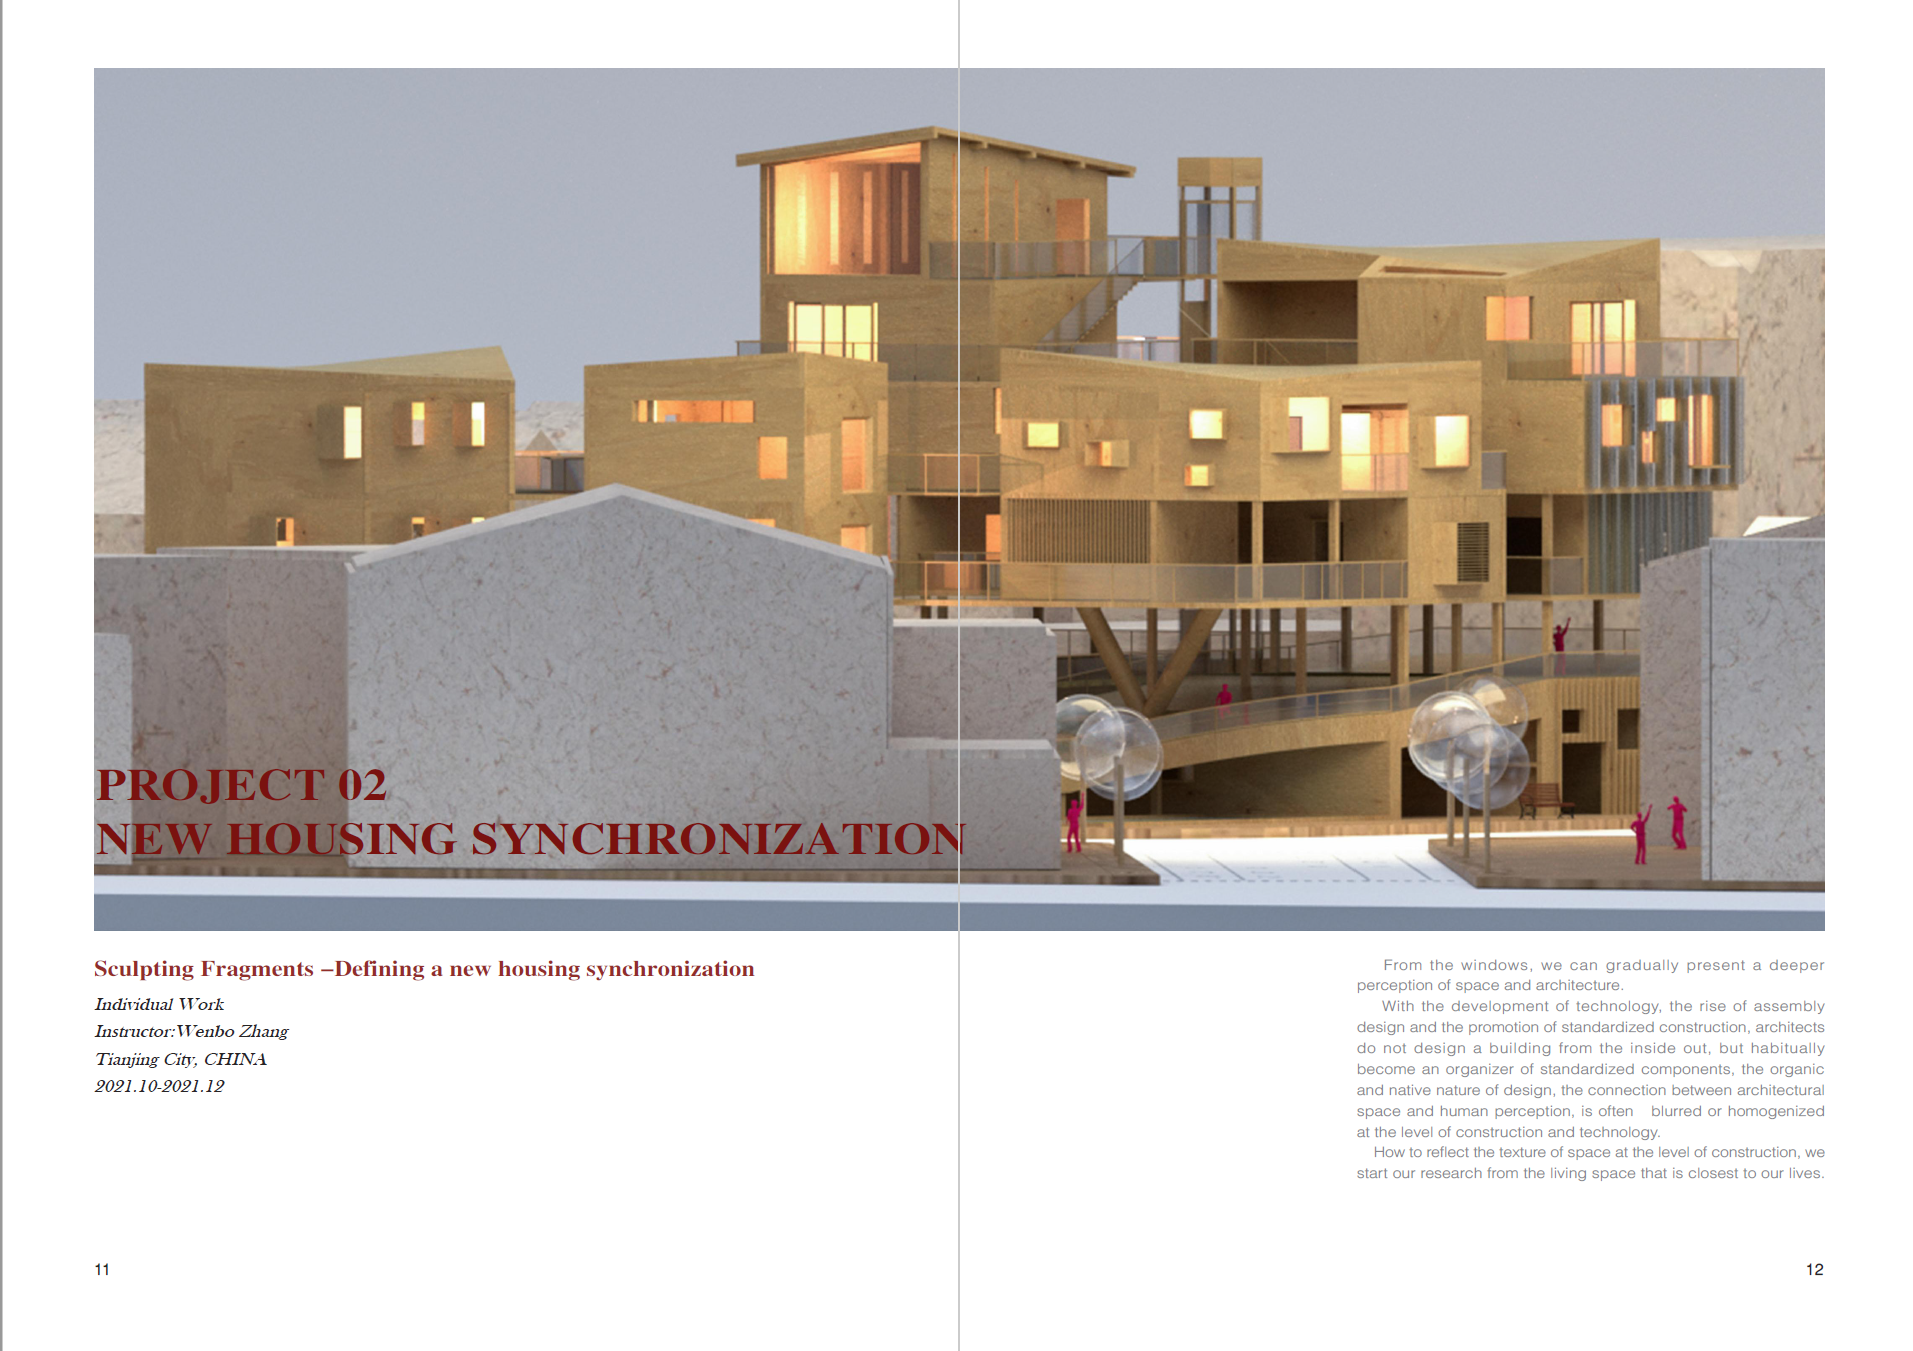 PROJECT 02
NEW HOUSING SYNCHRONIZATION
Sculpting Fragments –Defining a new housing synchronization
Individual Work
Instructor:Wenbo Zhang
Tianjing City, CHINA
2021.10-2021.12
From the windows, we can gradually present a deeper
perception of space and architecture.
With the development of technology, the rise of assembly
design and the promotion of standardized construction, architects
do not design a building from the inside out, but habitually
become an organizer of standardized components, the organic
and native nature of design, the connection between architectural
space and human perception, is often blurred or homogenized
at the level of construction and technology.
How to reflect the texture of space at the level of construction, we
start our research from the living space that is closest to our lives.
11
12